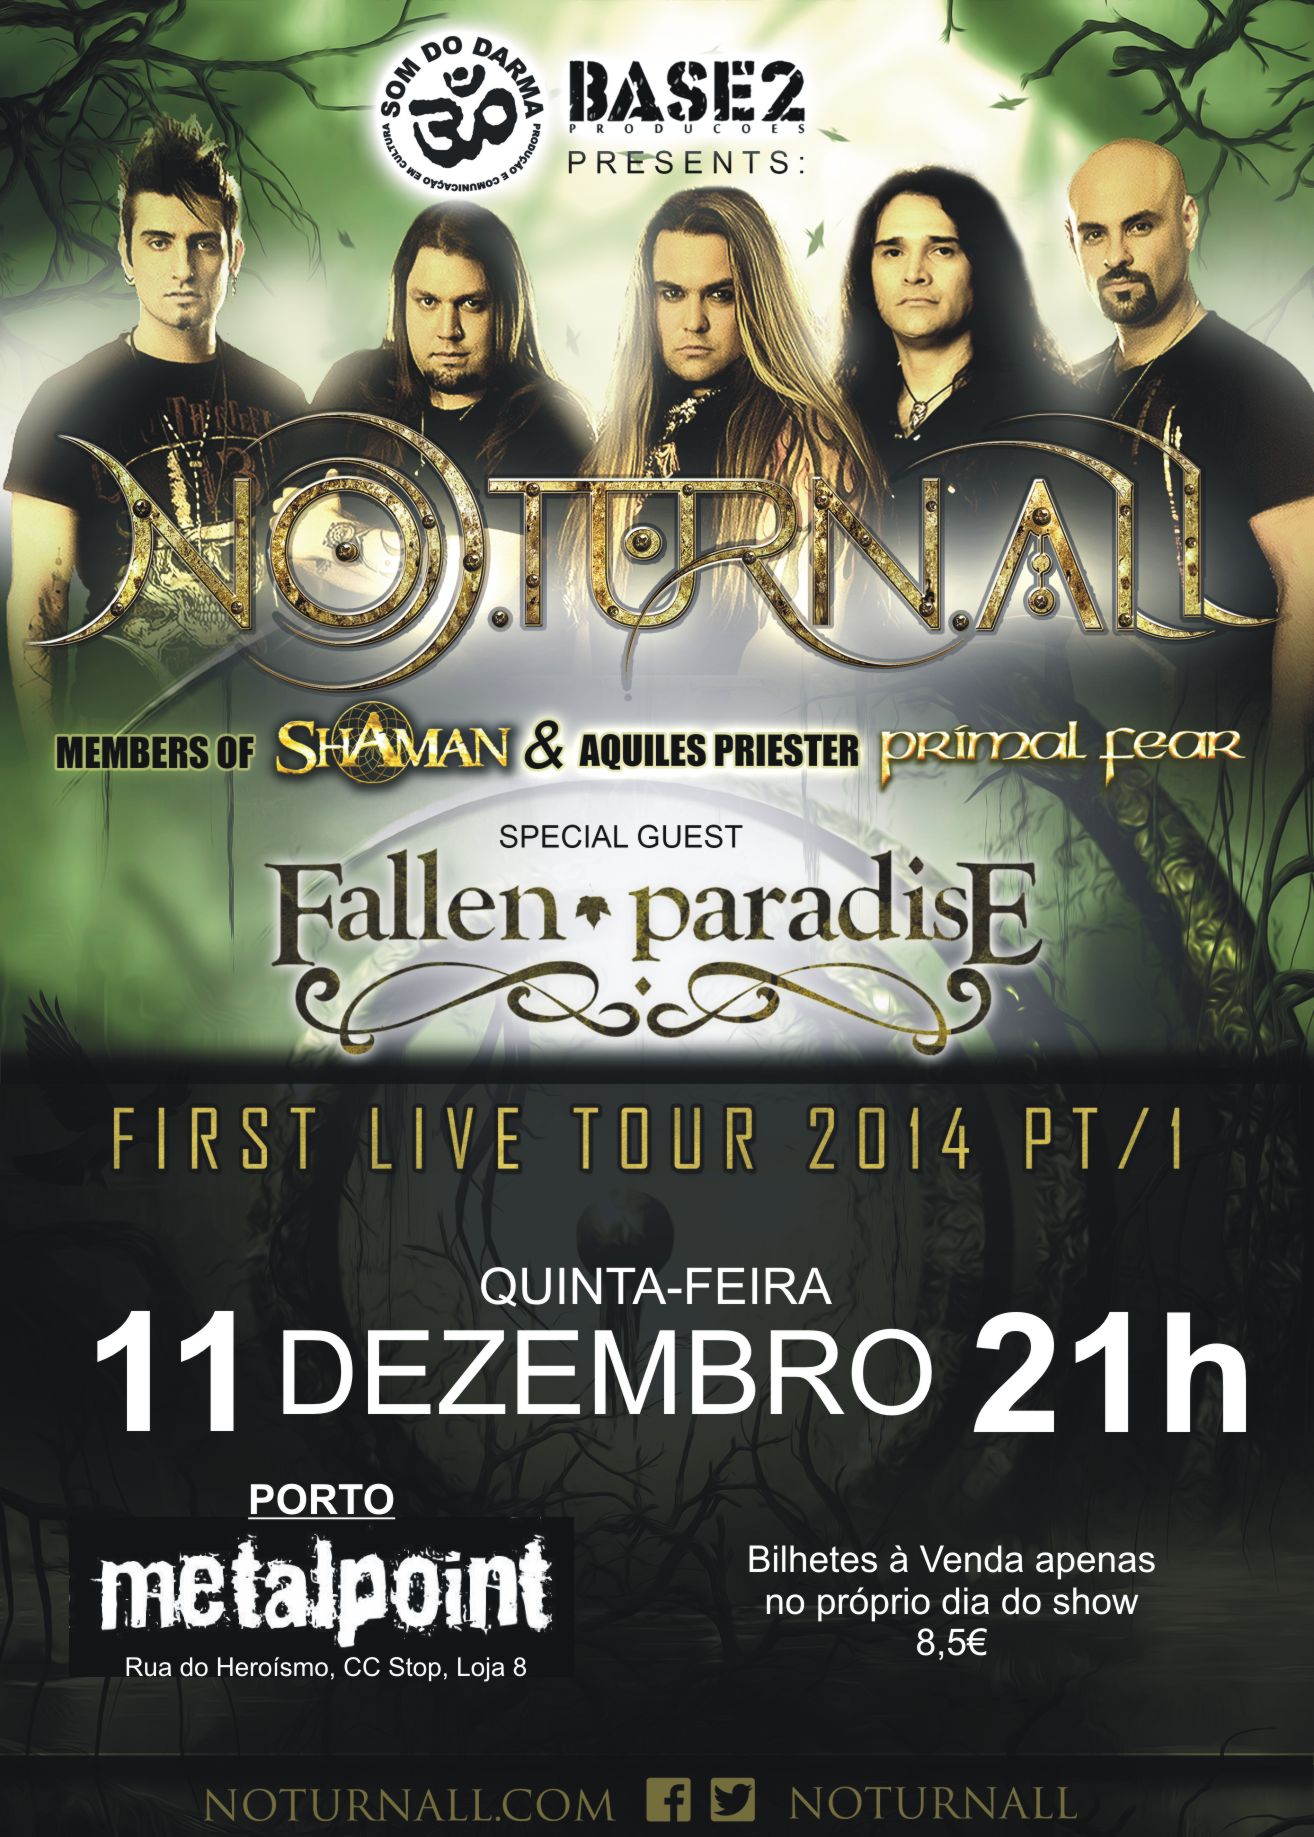 SOM DO DARMA
PRODUÇÃO E COMUNICAÇÃO EM CULTURA
BASE2
PRODUCOES
PRESENTS:
NO.TURN.ALL
MEMBERS OF SHAMAN & AQUILES PRIESTER PRIMAL FEAR
SPECIAL GUEST
Fallen paradisE
FIRST LIVE TOUR 2014 PT/1
QUINTA-FEIRA
11 DEZEMBRO 21h
PORTO
metalpoint
Rua do Heroísmo, CC Stop, Loja 8
Bilhetes à Venda apenas
no próprio dia do show
8,5€
NOTURNALL.COM NOTURNALL